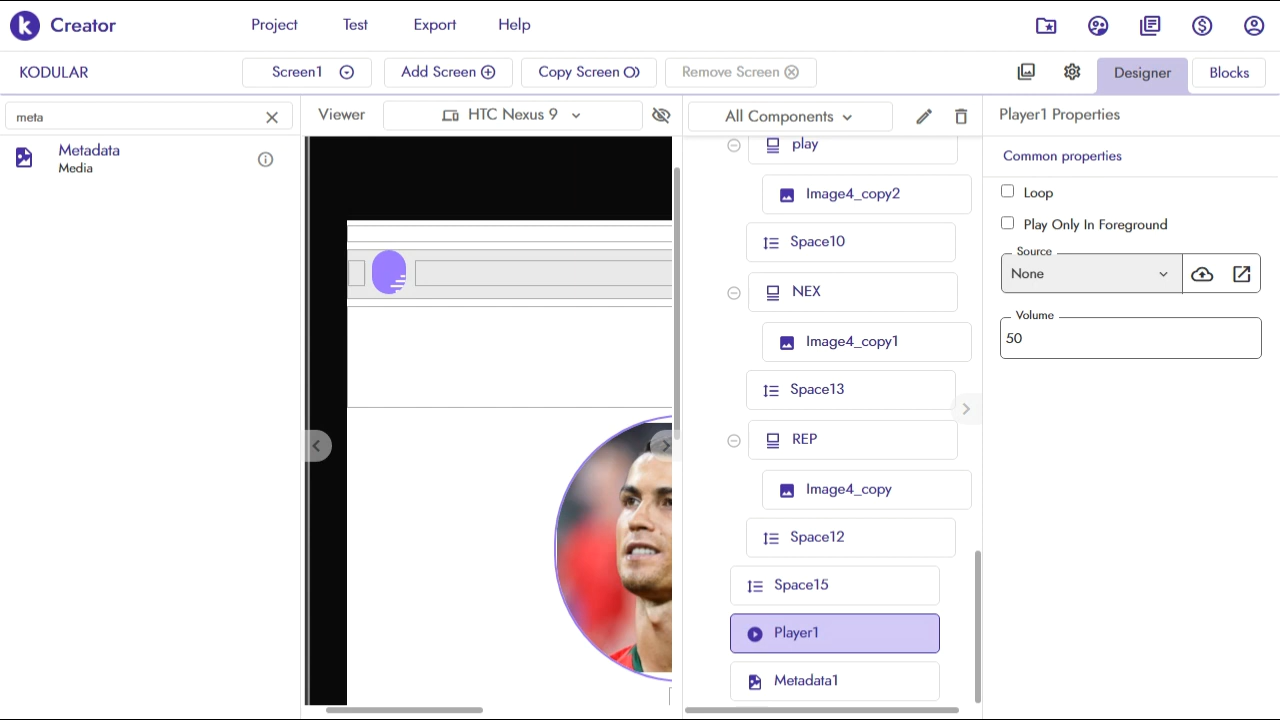 Creator
Project
Test
Export
Help
KODULAR
Screen1
Add Screen
Copy Screen
Remove Screen
Designer
Blocks
meta
Metadata
Media
Viewer
HTC Nexus 9
All Components
play
Image4_copy2
Space10
NEX
Image4_copy1
Space13
REP
Image4_copy
Space12
Space15
Player1
Metadata1
Player1 Properties
Common properties
Loop
Play Only In Foreground
Source
None
Volume
50